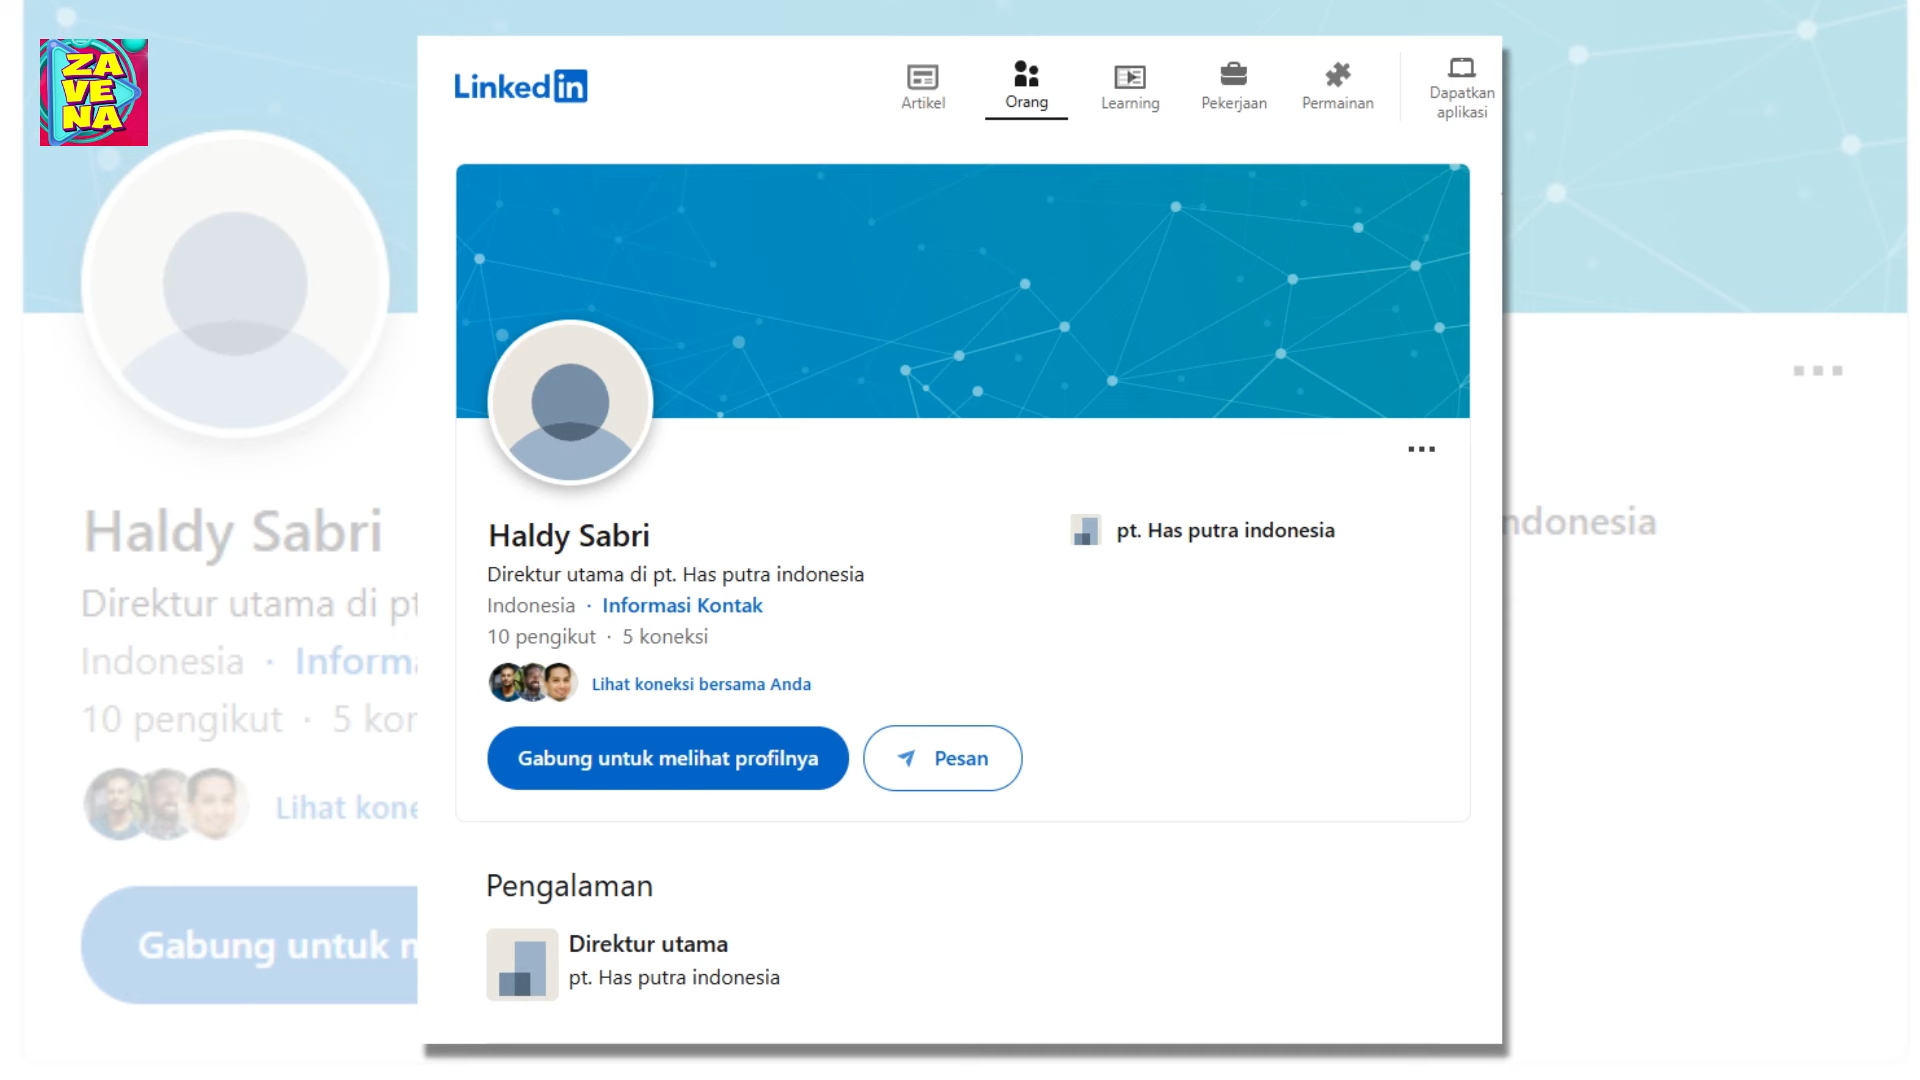 ZA
VE
NA
LinkedIn
Artikel
Orang
Learning
Pekerjaan
Permainan
Dapatkan
aplikasi
Haldy Sabri
Direktur utama di pt. Has putra indonesia
Indonesia · Informasi Kontak
10 pengikut · 5 koneksi
Lihat koneksi bersama Anda
Gabung untuk melihat profilnya
Pesan
pt. Has putra indonesia
Pengalaman
Direktur utama
pt. Has putra indonesia
Haldy Sabri
Direktur utama di pt
Indonesia · Informa
10 pengikut · 5 kor
Lihat kone
Gabung untuk m
ndonesia